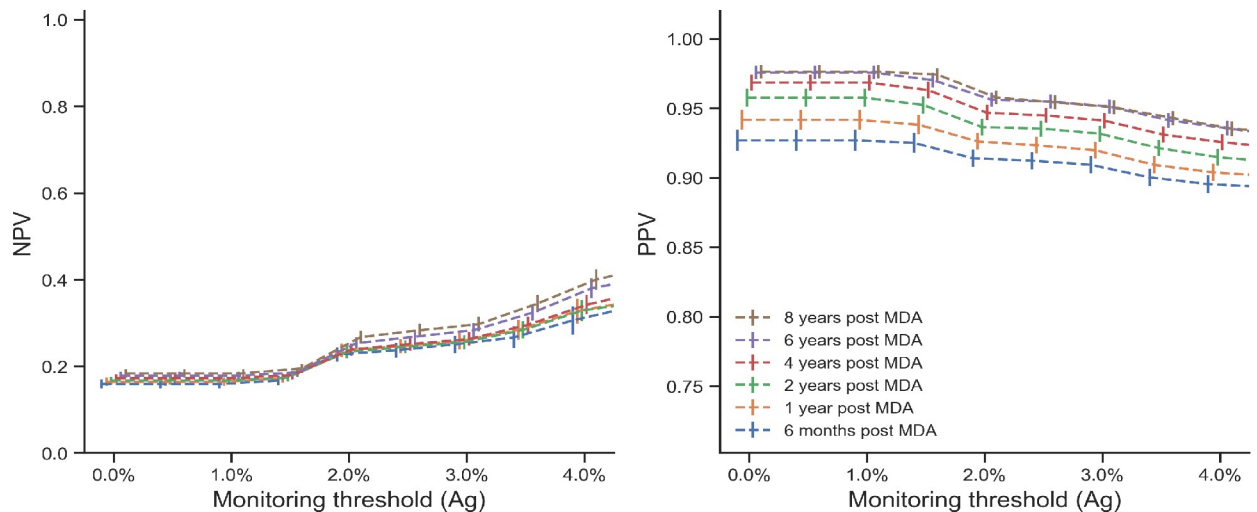 1.0
0.8
0.6
0.4
0.2
0.0
NPV
0.0%
1.0%
2.0%
3.0%
4.0%
Monitoring threshold (Ag)
1.00
0.95
0.90
0.85
0.80
0.75
PPV
8 years post MDA
6 years post MDA
4 years post MDA
2 years post MDA
1 year post MDA
6 months post MDA
0.0%
1.0%
2.0%
3.0%
4.0%
Monitoring threshold (Ag)